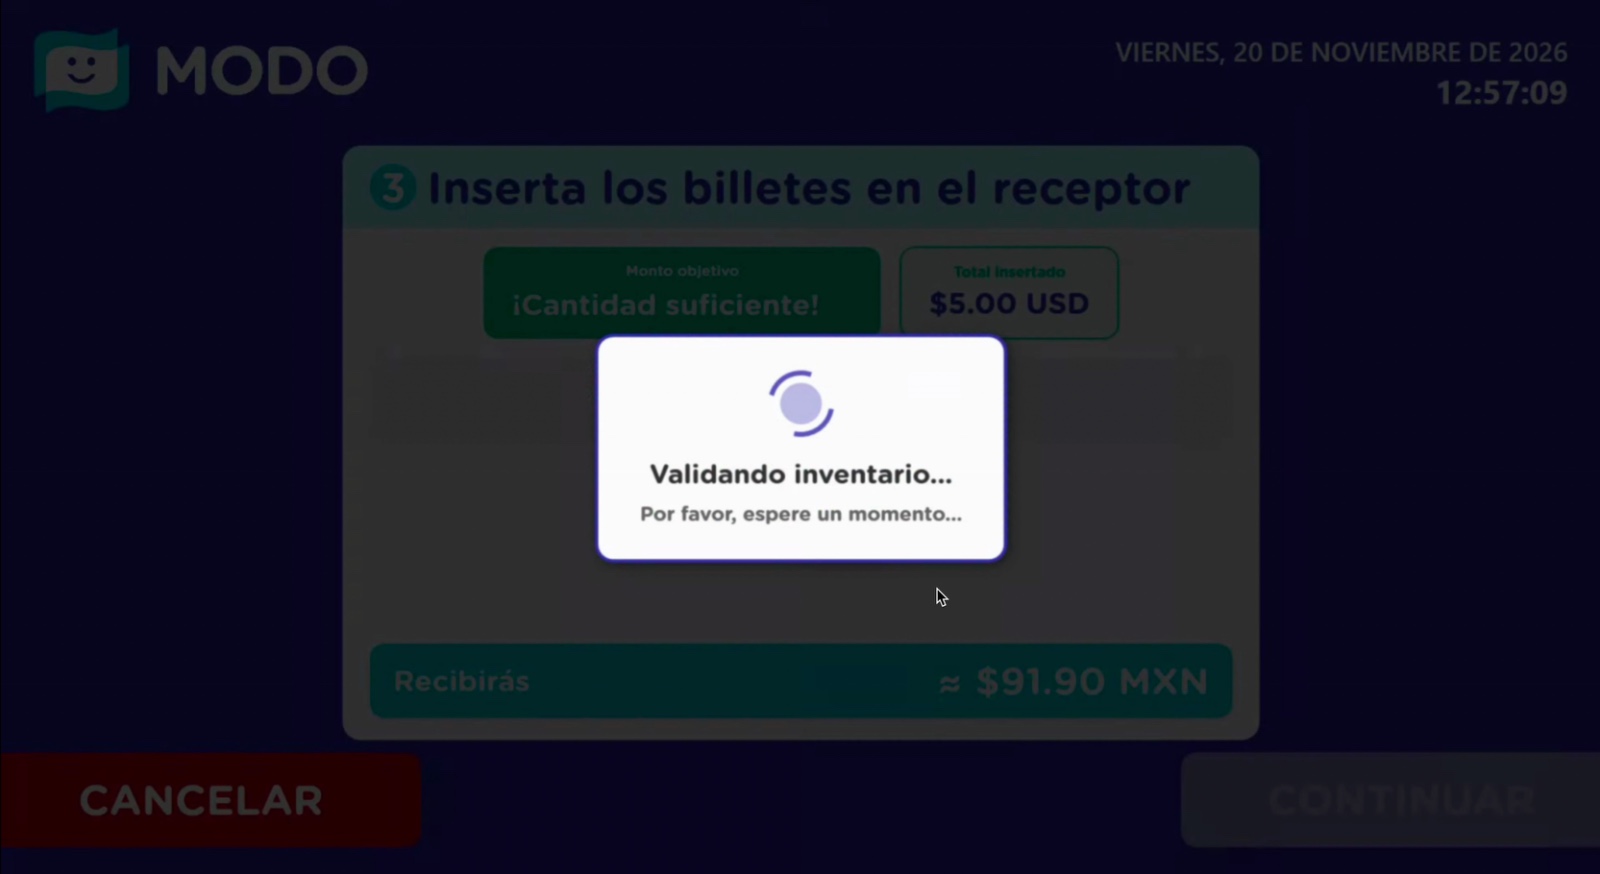 MODO
VIERNES, 20 DE NOVIEMBRE DE 2026
12:57:09
3 Inserta los billetes en el receptor
Monto objetivo
¡Cantidad suficiente!
Total insertado
$5.00 USD
Validando inventario...
Por favor, espere un momento...
Recibirás
≈ $91.90 MXN
CANCELAR
CONTINUAR